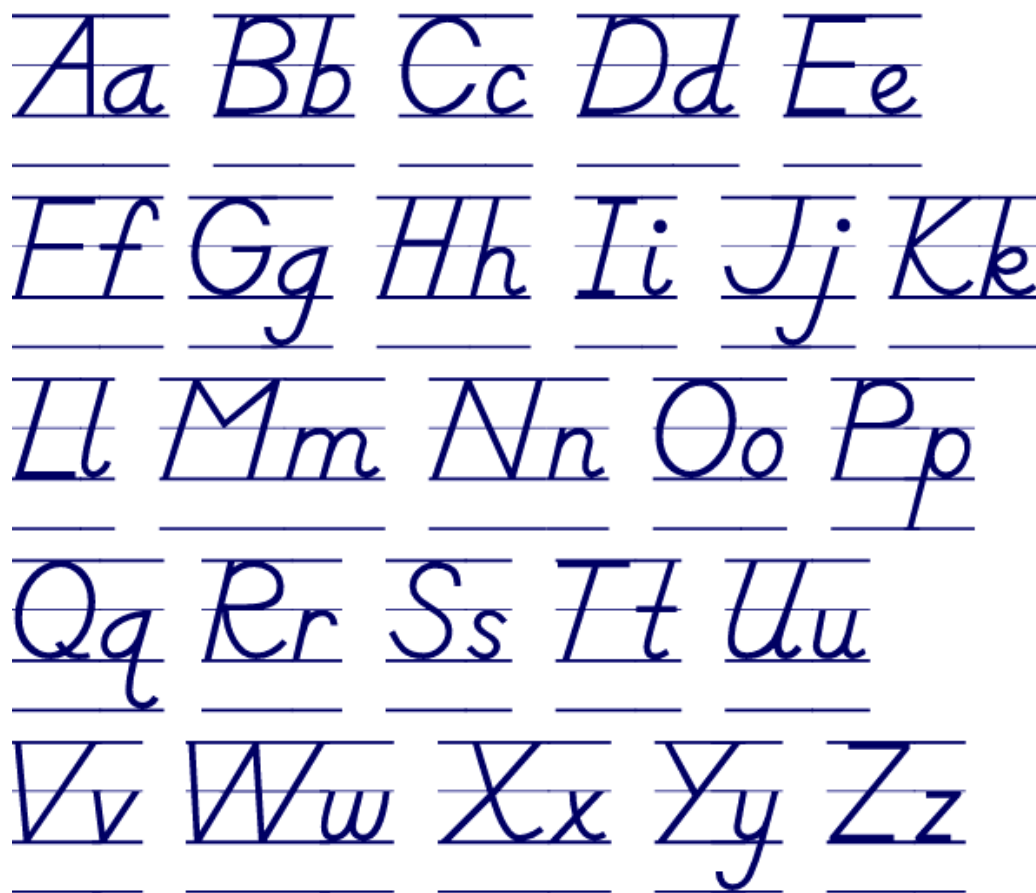 Aa Bb Cc Dd Ee
Ff Gg Hh Ii Jj Kk
Ll Mm Nn Oo Pp
Qq Rr Ss Tt Uu
Vv Ww Xx Yy Zz